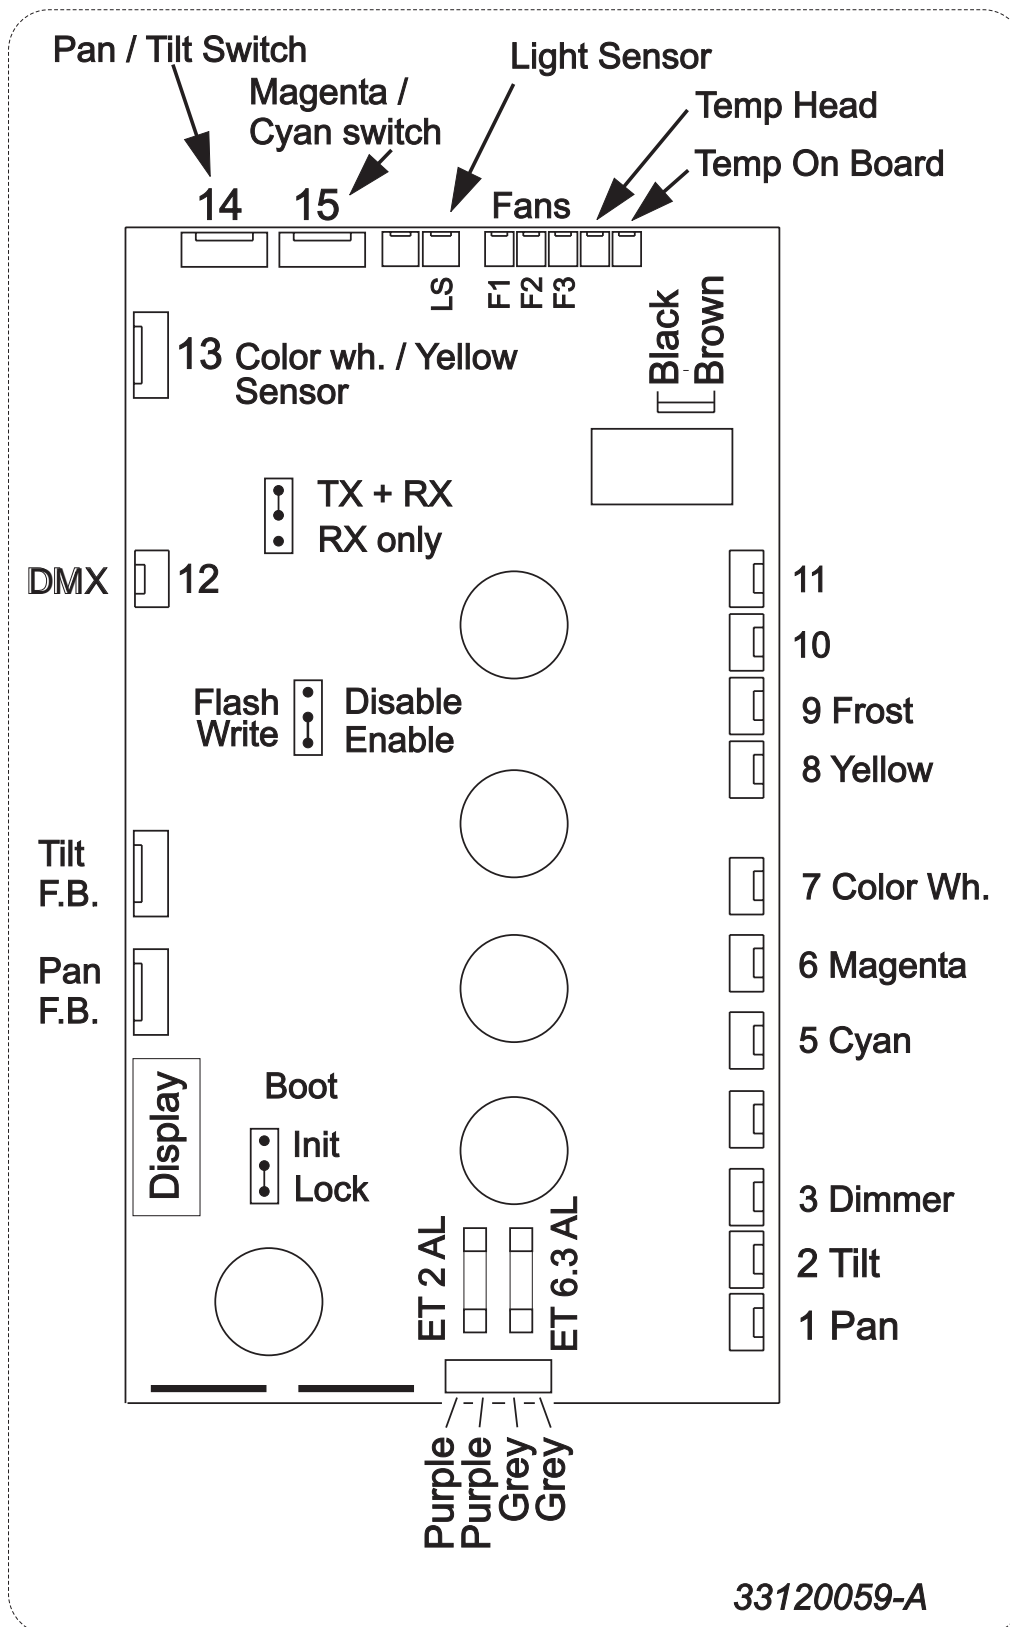 Pan / Tilt Switch
Light Sensor
Magenta /
Cyan switch
Temp Head
Temp On Board
14
15
Fans
LS
F1
F2
F3
Black
Brown
13 Color wh. / Yellow
Sensor
TX + RX
RX only
DMX
12
11
10
Flash
Write
Disable
Enable
9 Frost
8 Yellow
Tilt
F.B.
7 Color Wh.
Pan
F.B.
6 Magenta
5 Cyan
Display
Boot
Init
Lock
3 Dimmer
2 Tilt
1 Pan
ET 2 AL
ET 6.3 AL
Purple
Purple
Grey
Grey
33120059-A